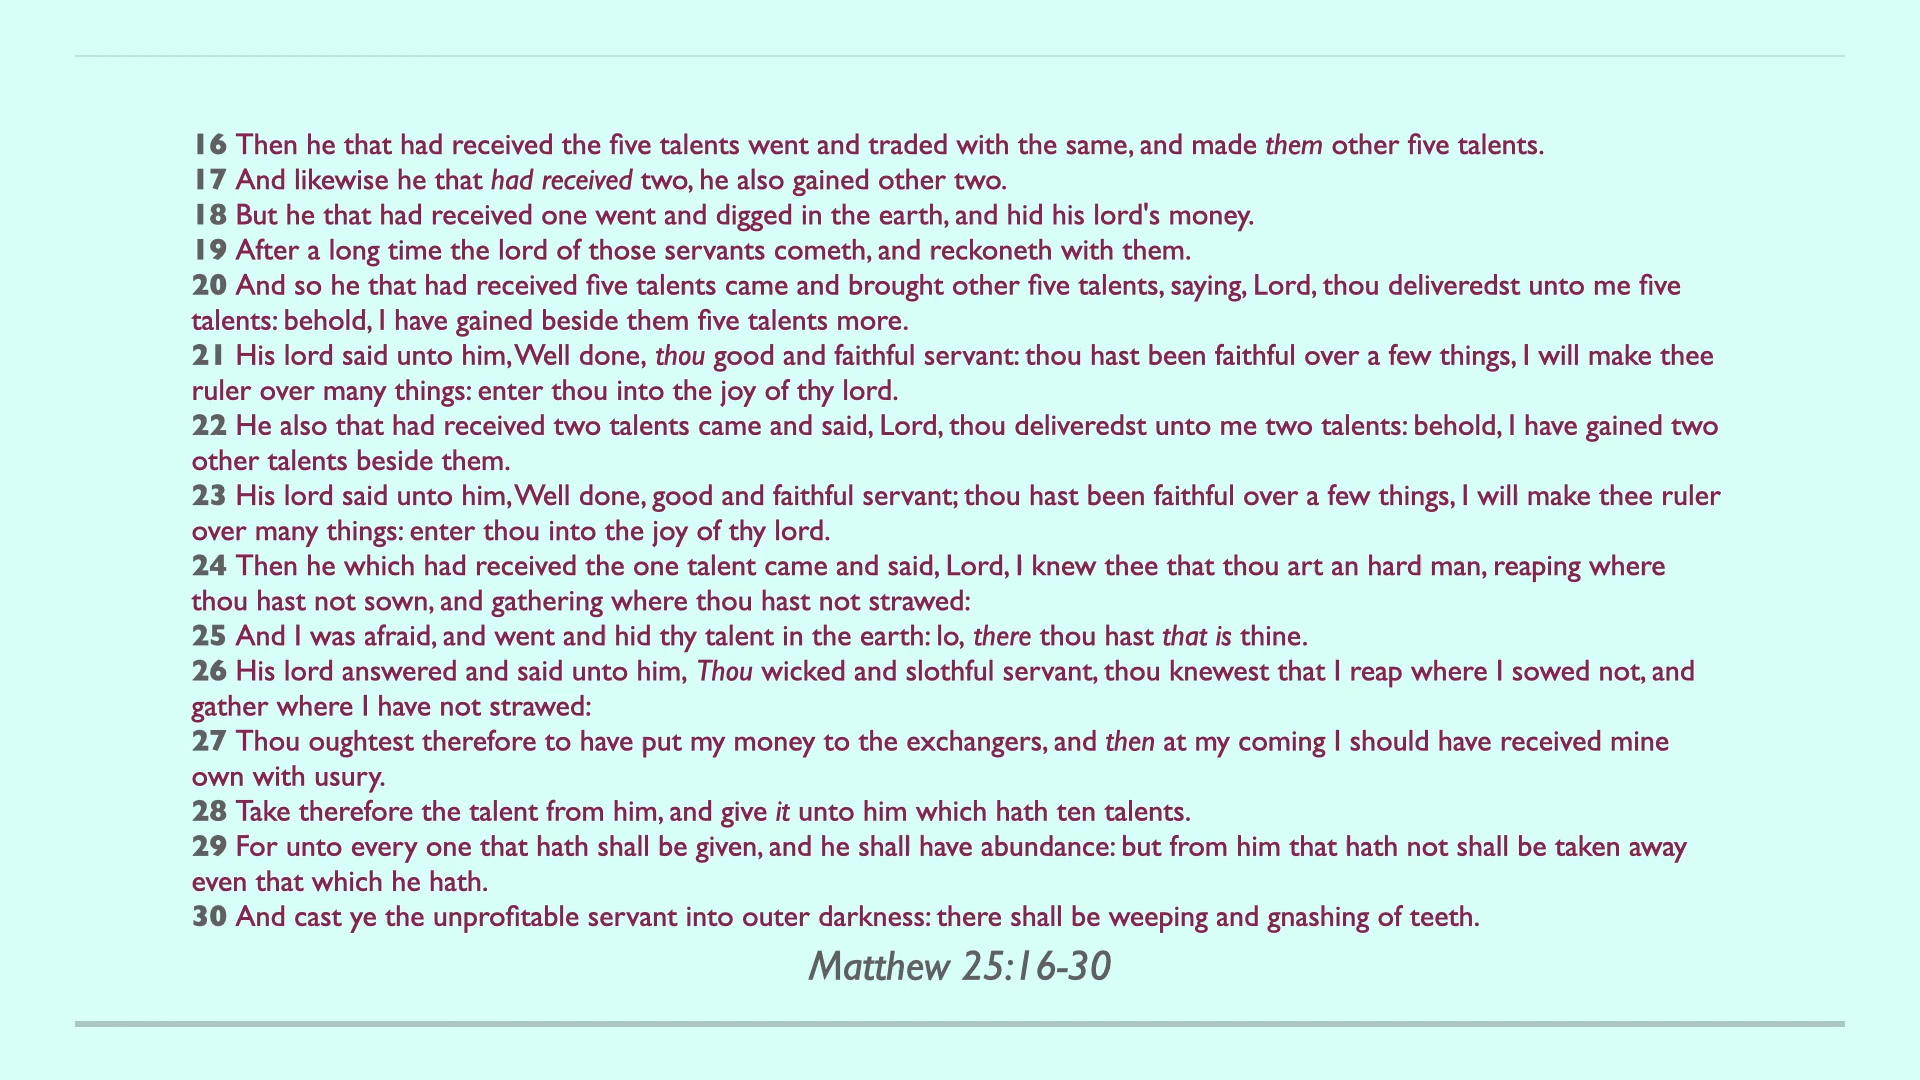 16 Then he that had received the five talents went and traded with the same, and made them other five talents.
17 And likewise he that had received two, he also gained other two.
18 But he that had received one went and digged in the earth, and hid his lord's money.
19 After a long time the lord of those servants cometh, and reckoneth with them.
20 And so he that had received five talents came and brought other five talents, saying, Lord, thou deliveredst unto me five
talents: behold, I have gained beside them five talents more.
21 His lord said unto him, Well done, thou good and faithful servant: thou hast been faithful over a few things, I will make thee
ruler over many things: enter thou into the joy of thy lord.
22 He also that had received two talents came and said, Lord, thou deliveredst unto me two talents: behold, I have gained two
other talents beside them.
23 His lord said unto him, Well done, good and faithful servant; thou hast been faithful over a few things, I will make thee ruler
over many things: enter thou into the joy of thy lord.
24 Then he which had received the one talent came and said, Lord, I knew thee that thou art an hard man, reaping where
thou hast not sown, and gathering where thou hast not strawed:
25 And I was afraid, and went and hid thy talent in the earth: lo, there thou hast that is thine.
26 His lord answered and said unto him, Thou wicked and slothful servant, thou knewest that I reap where I sowed not, and
gather where I have not strawed:
27 Thou oughtest therefore to have put my money to the exchangers, and then at my coming I should have received mine
own with usury.
28 Take therefore the talent from him, and give it unto him which hath ten talents.
29 For unto every one that hath shall be given, and he shall have abundance: but from him that hath not shall be taken away
even that which he hath.
30 And cast ye the unprofitable servant into outer darkness: there shall be weeping and gnashing of teeth.
Matthew 25:16-30